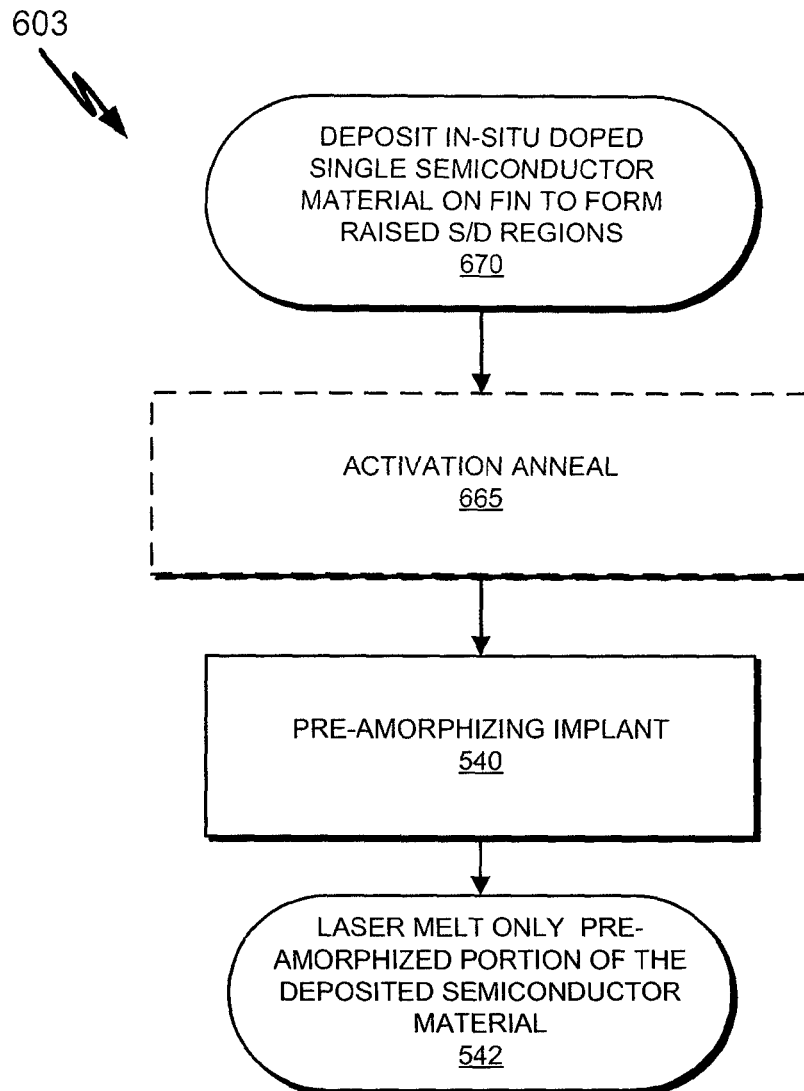 603
DEPOSIT IN-SITU DOPED
SINGLE SEMICONDUCTOR
MATERIAL ON FIN TO FORM
RAISED S/D REGIONS
670
ACTIVATION ANNEAL
665
PRE-AMORPHIZING IMPLANT
540
LASER MELT ONLY PRE-
AMORPHIZED PORTION OF THE
DEPOSITED SEMICONDUCTOR
MATERIAL
542